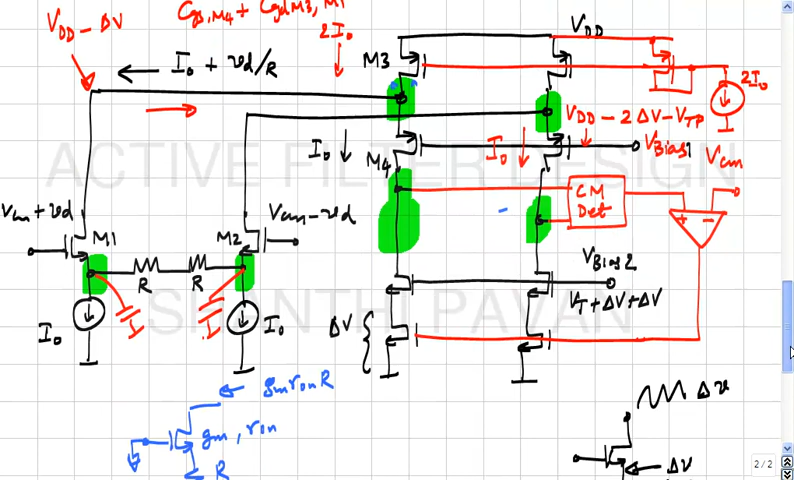 Cgs,M4 + CgdM3, M1
VDD - ΔV
2I₀
VDD
M3
I₀ + vd/R
2I₀
VDD - 2ΔV - VTP
I₀
I₀
VBias1
Vcm
M4
ACTIVE FILTER DESIGN
CM
Det
+ -
Vcm + vd
M1
M2
Vcm - vd
VBias2
R
R
VT + ΔV + ΔV
SHANTHI PAVAN
I₀
I₀
ΔV
gm ron R
gm, ron
R
Δv
ΔV
2/2